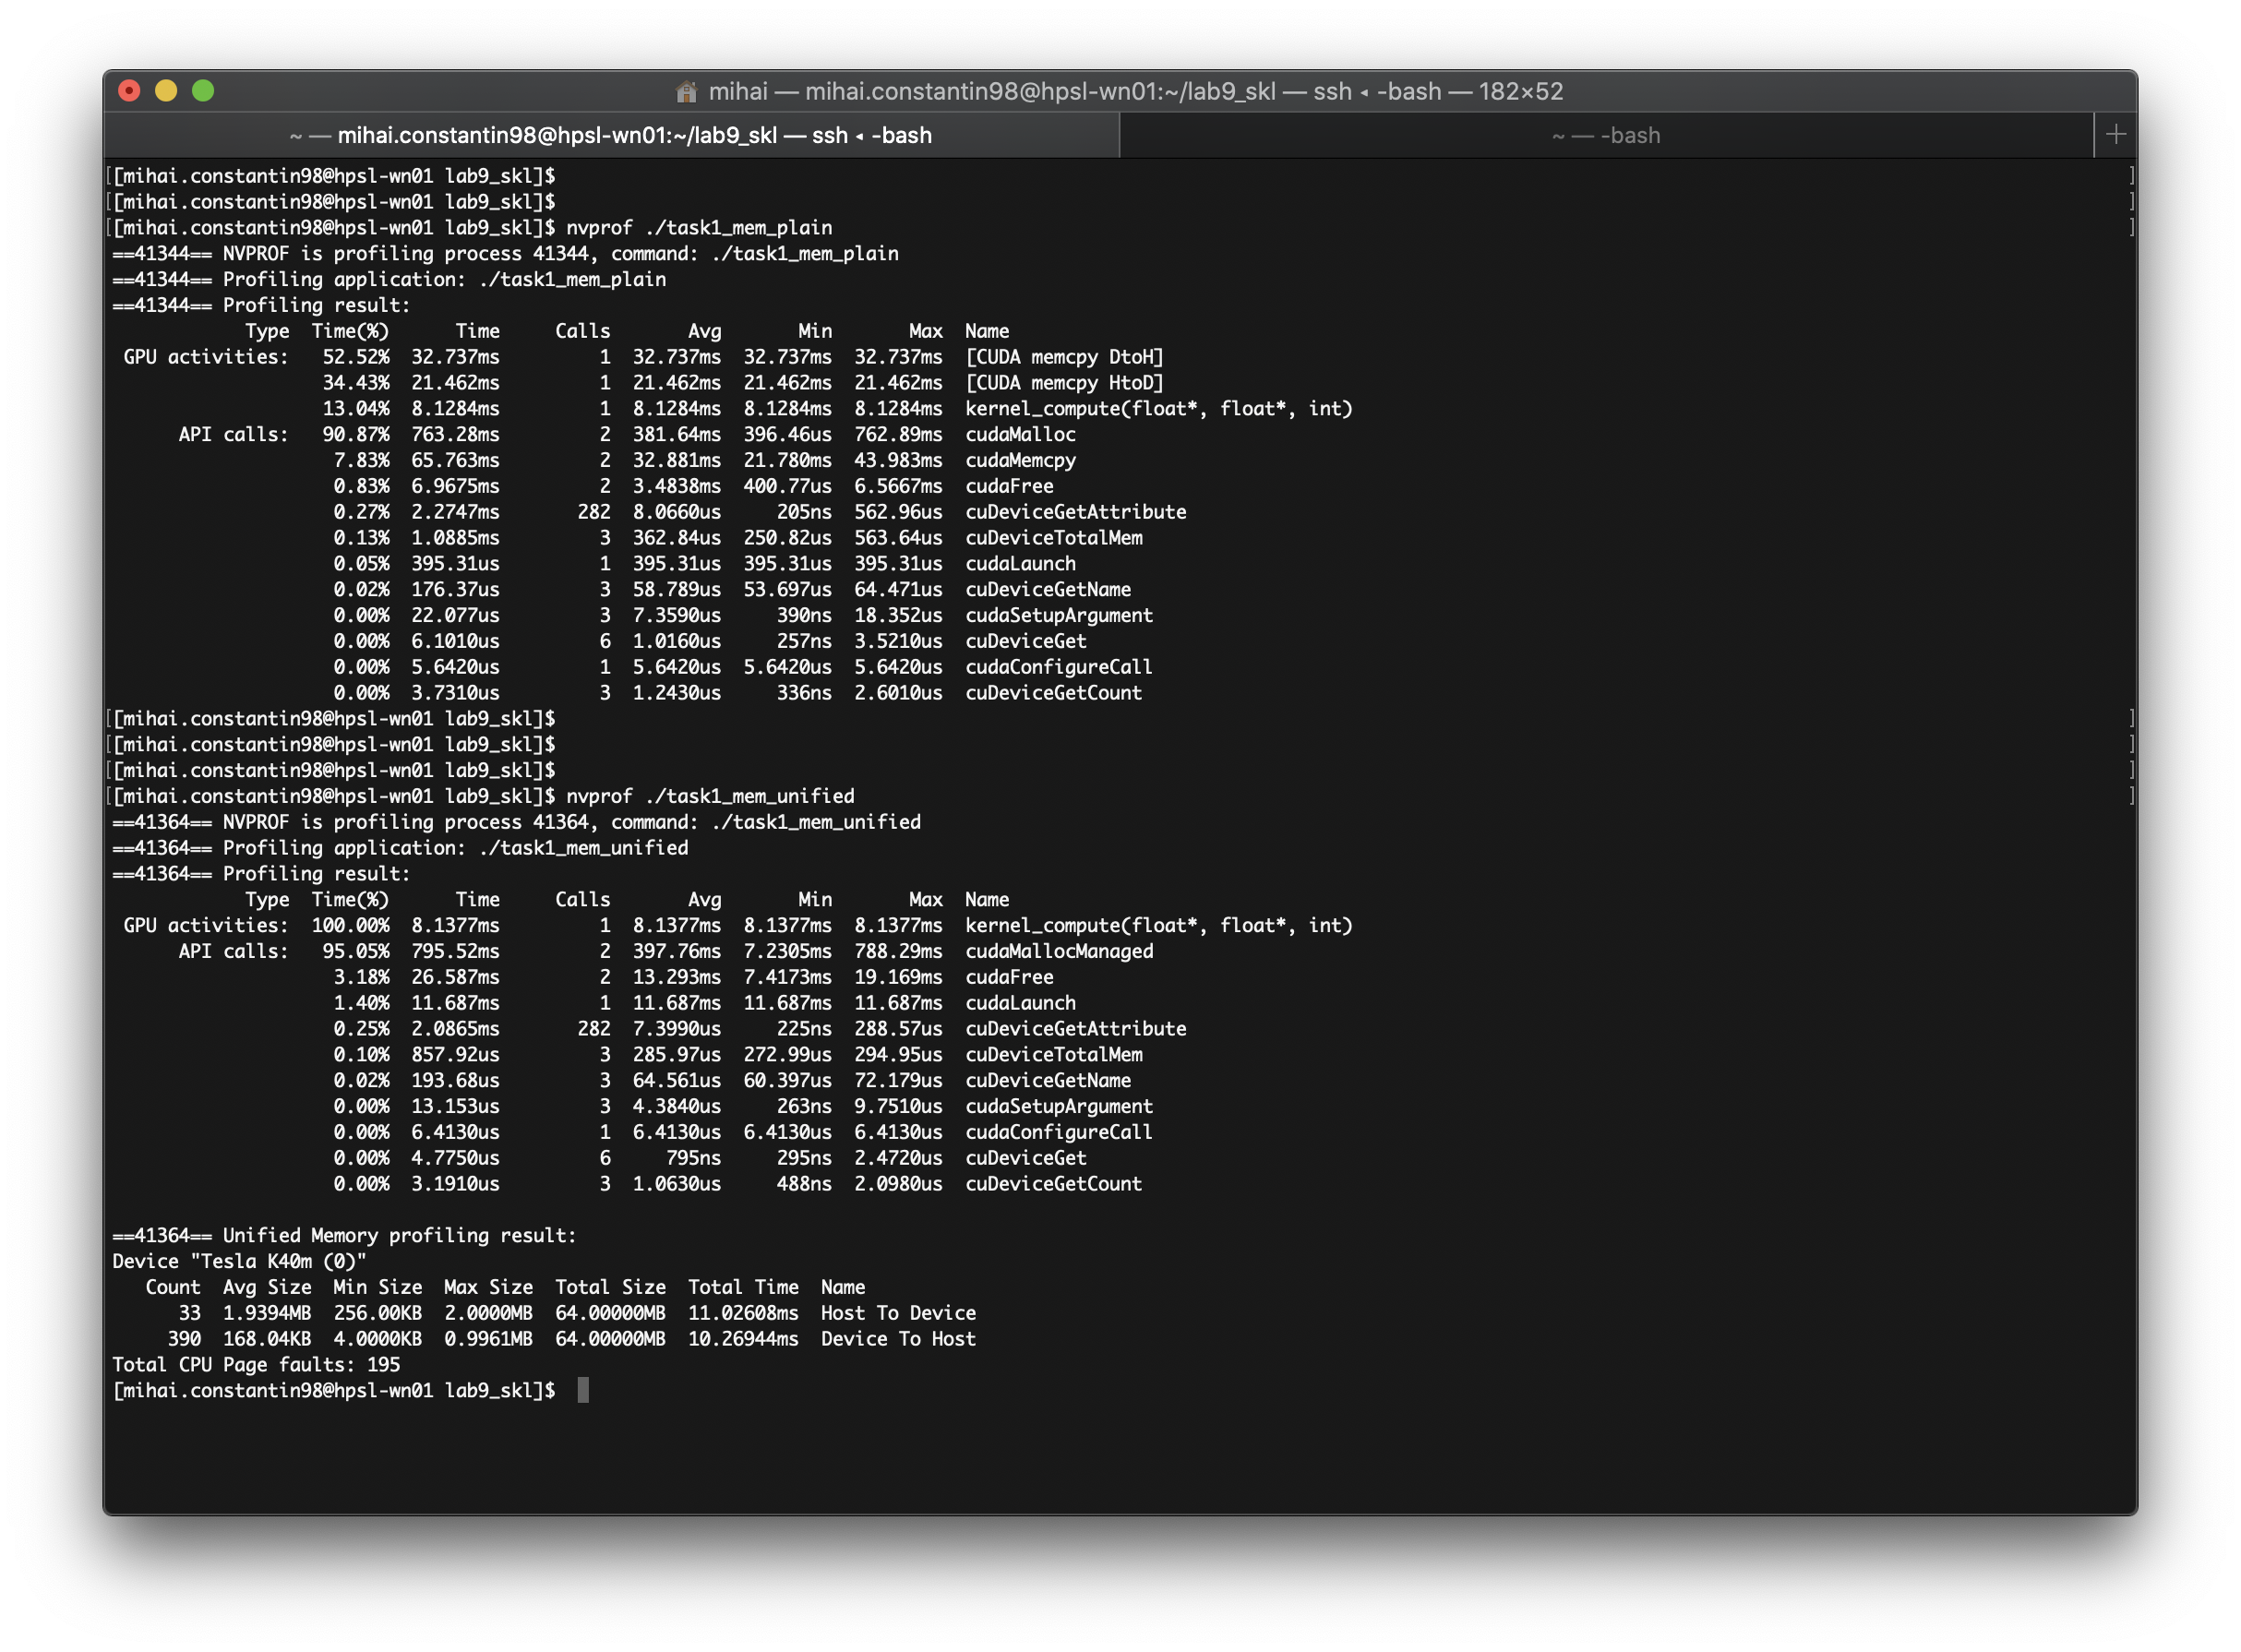 mihai — mihai.constantin98@hpsl-wn01:~/lab9_skl — ssh ◂ -bash — 182×52
~ — mihai.constantin98@hpsl-wn01:~/lab9_skl — ssh ◂ -bash
~ — -bash
+
[[mihai.constantin98@hpsl-wn01 lab9_skl]$ ]
[[mihai.constantin98@hpsl-wn01 lab9_skl]$ ]
[[mihai.constantin98@hpsl-wn01 lab9_skl]$ nvprof ./task1_mem_plain ]
==41344== NVPROF is profiling process 41344, command: ./task1_mem_plain
==41344== Profiling application: ./task1_mem_plain
==41344== Profiling result:
Type Time(%) Time Calls Avg Min Max Name
GPU activities: 52.52% 32.737ms 1 32.737ms 32.737ms 32.737ms [CUDA memcpy DtoH]
34.43% 21.462ms 1 21.462ms 21.462ms 21.462ms [CUDA memcpy HtoD]
13.04% 8.1284ms 1 8.1284ms 8.1284ms 8.1284ms kernel_compute(float*, float*, int)
API calls: 90.87% 763.28ms 2 381.64ms 396.46us 762.89ms cudaMalloc
7.83% 65.763ms 2 32.881ms 21.780ms 43.983ms cudaMemcpy
0.83% 6.9675ms 2 3.4838ms 400.77us 6.5667ms cudaFree
0.27% 2.2747ms 282 8.0660us 205ns 562.96us cuDeviceGetAttribute
0.13% 1.0885ms 3 362.84us 250.82us 563.64us cuDeviceTotalMem
0.05% 395.31us 1 395.31us 395.31us 395.31us cudaLaunch
0.02% 176.37us 3 58.789us 53.697us 64.471us cuDeviceGetName
0.00% 22.077us 3 7.3590us 390ns 18.352us cudaSetupArgument
0.00% 6.1010us 6 1.0160us 257ns 3.5210us cuDeviceGet
0.00% 5.6420us 1 5.6420us 5.6420us 5.6420us cudaConfigureCall
0.00% 3.7310us 3 1.2430us 336ns 2.6010us cuDeviceGetCount
[[mihai.constantin98@hpsl-wn01 lab9_skl]$ ]
[[mihai.constantin98@hpsl-wn01 lab9_skl]$ ]
[[mihai.constantin98@hpsl-wn01 lab9_skl]$ ]
[[mihai.constantin98@hpsl-wn01 lab9_skl]$ nvprof ./task1_mem_unified ]
==41364== NVPROF is profiling process 41364, command: ./task1_mem_unified
==41364== Profiling application: ./task1_mem_unified
==41364== Profiling result:
Type Time(%) Time Calls Avg Min Max Name
GPU activities: 100.00% 8.1377ms 1 8.1377ms 8.1377ms 8.1377ms kernel_compute(float*, float*, int)
API calls: 95.05% 795.52ms 2 397.76ms 7.2305ms 788.29ms cudaMallocManaged
3.18% 26.587ms 2 13.293ms 7.4173ms 19.169ms cudaFree
1.40% 11.687ms 1 11.687ms 11.687ms 11.687ms cudaLaunch
0.25% 2.0865ms 282 7.3990us 225ns 288.57us cuDeviceGetAttribute
0.10% 857.92us 3 285.97us 272.99us 294.95us cuDeviceTotalMem
0.02% 193.68us 3 64.561us 60.397us 72.179us cuDeviceGetName
0.00% 13.153us 3 4.3840us 263ns 9.7510us cudaSetupArgument
0.00% 6.4130us 1 6.4130us 6.4130us 6.4130us cudaConfigureCall
0.00% 4.7750us 6 795ns 295ns 2.4720us cuDeviceGet
0.00% 3.1910us 3 1.0630us 488ns 2.0980us cuDeviceGetCount
==41364== Unified Memory profiling result:
Device "Tesla K40m (0)"
Count Avg Size Min Size Max Size Total Size Total Time Name
33 1.9394MB 256.00KB 2.0000MB 64.00000MB 11.02608ms Host To Device
390 168.04KB 4.0000KB 0.9961MB 64.00000MB 10.26944ms Device To Host
Total CPU Page faults: 195
[mihai.constantin98@hpsl-wn01 lab9_skl]$